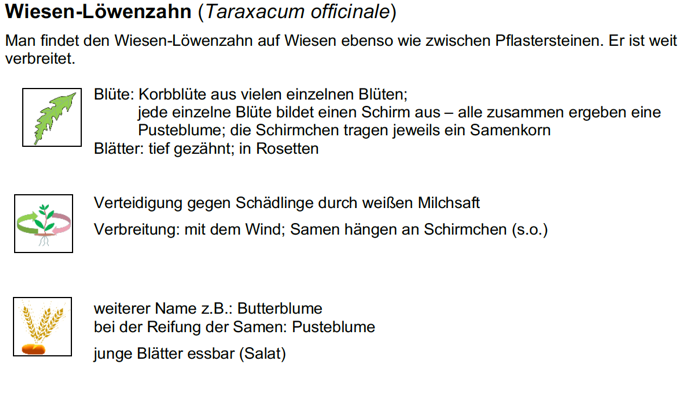 Wiesen-Löwenzahn (Taraxacum officinale)
Man findet den Wiesen-Löwenzahn auf Wiesen ebenso wie zwischen Pflastersteinen. Er ist weit
verbreitet.
Blüte: Korbblüte aus vielen einzelnen Blüten;
jede einzelne Blüte bildet einen Schirm aus – alle zusammen ergeben eine
Pusteblume; die Schirmchen tragen jeweils ein Samenkorn
Blätter: tief gezähnt; in Rosetten
Verteidigung gegen Schädlinge durch weißen Milchsaft
Verbreitung: mit dem Wind; Samen hängen an Schirmchen (s.o.)
weiterer Name z.B.: Butterblume
bei der Reifung der Samen: Pusteblume
junge Blätter essbar (Salat)